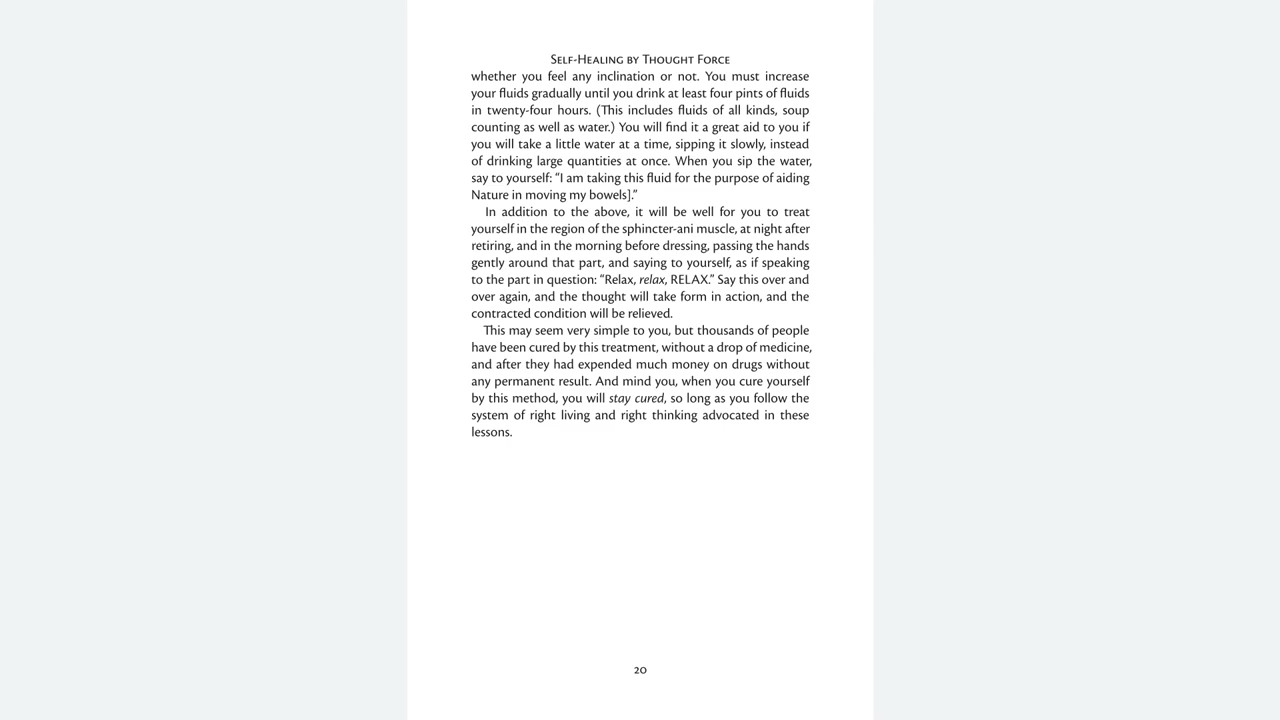 Self-Healing by Thought Force
whether you feel any inclination or not. You must increase
your fluids gradually until you drink at least four pints of fluids
in twenty-four hours. (This includes fluids of all kinds, soup
counting as well as water.) You will find it a great aid to you if
you will take a little water at a time, sipping it slowly, instead
of drinking large quantities at once. When you sip the water,
say to yourself: “I am taking this fluid for the purpose of aiding
Nature in moving my bowels].”
In addition to the above, it will be well for you to treat
yourself in the region of the sphincter-ani muscle, at night after
retiring, and in the morning before dressing, passing the hands
gently around that part, and saying to yourself, as if speaking
to the part in question: “Relax, relax, RELAX.” Say this over and
over again, and the thought will take form in action, and the
contracted condition will be relieved.
This may seem very simple to you, but thousands of people
have been cured by this treatment, without a drop of medicine,
and after they had expended much money on drugs without
any permanent result. And mind you, when you cure yourself
by this method, you will stay cured, so long as you follow the
system of right living and right thinking advocated in these
lessons.
20